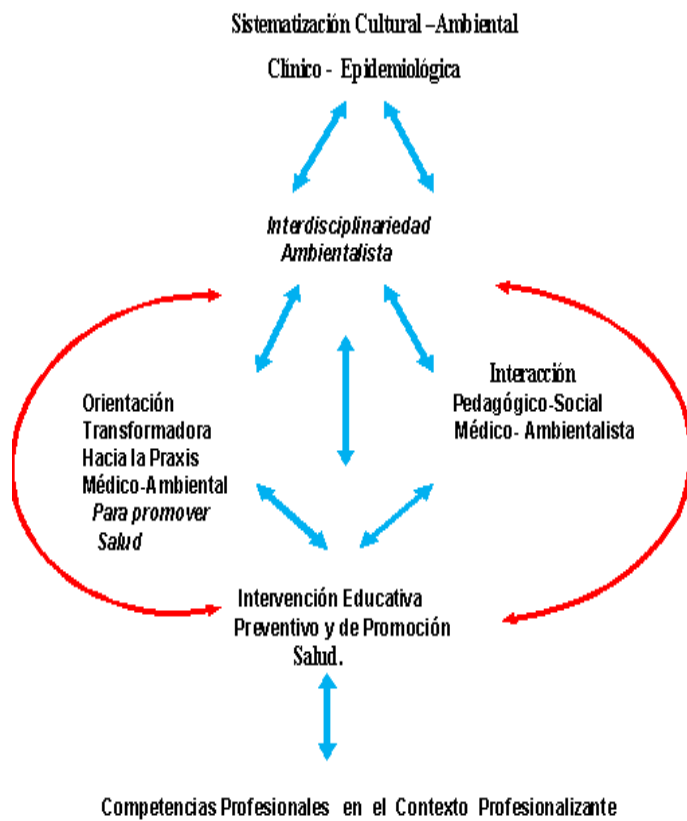 Sistematización Cultural –Ambiental
Clínico - Epidemiológica
Interdisciplinariedad
Ambientalista
Orientación
Transformadora
Hacia la Praxis
Médico-Ambiental
Para promover
Salud
Interacción
Pedagógico-Social
Médico- Ambientalista
Intervención Educativa
Preventivo y de Promoción
Salud.
Competencias Profesionales en el Contexto Profesionalizante